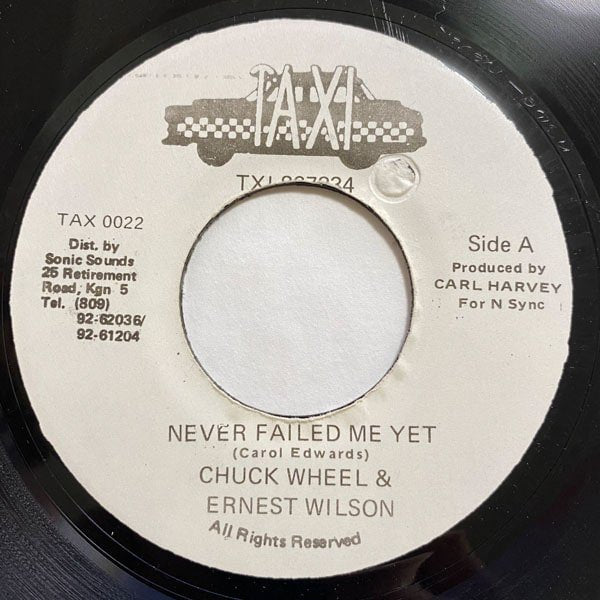 TAXI
TAX 0022
Dist. by
Sonic Sounds
25 Retirement
Road, Kgn 5
Tel. (809)
92-62036/
92-61204
Side A
Produced by
CARL HARVEY
For N Sync
NEVER FAILED ME YET
(Carol Edwards)
CHUCK WHEEL &
ERNEST WILSON
All Rights Reserved